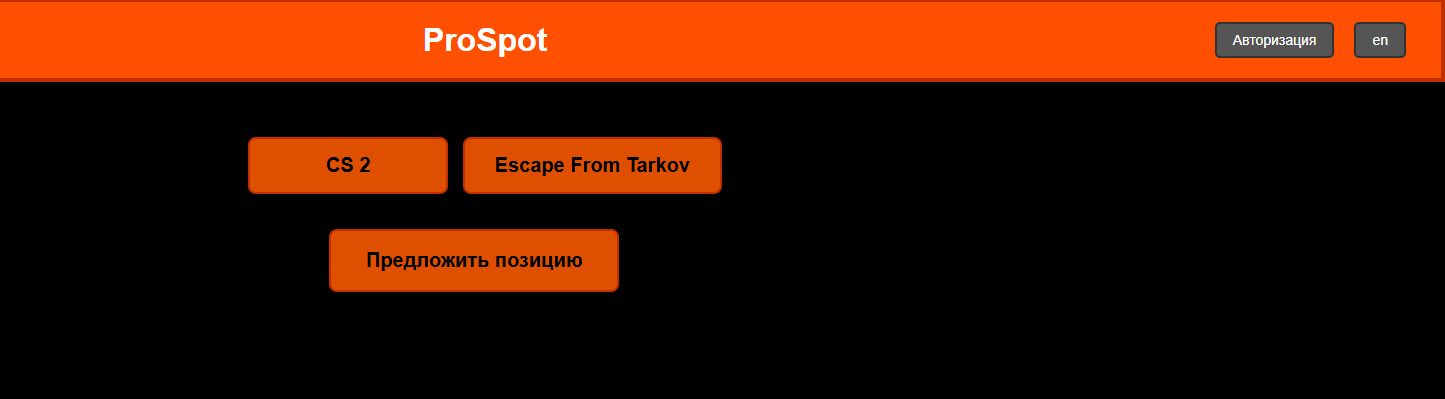 ProSpot
Авторизация
en
CS 2
Escape From Tarkov
Предложить позицию